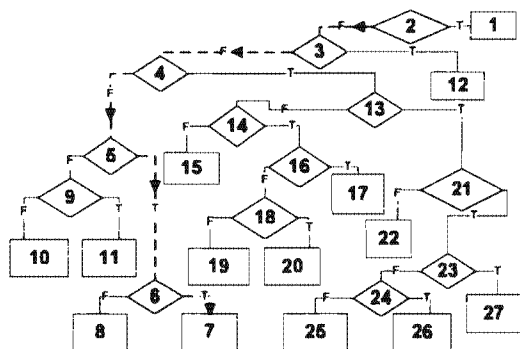 F 2 T 1
F 3 T 12
4 T
F 13 T
F 14 T
F 5 15 16 T
F 9 T F 17 21
T F 18 T F 22
10 11 19 20 23 T
F 6 T F 24 T 27
8 7 25 26